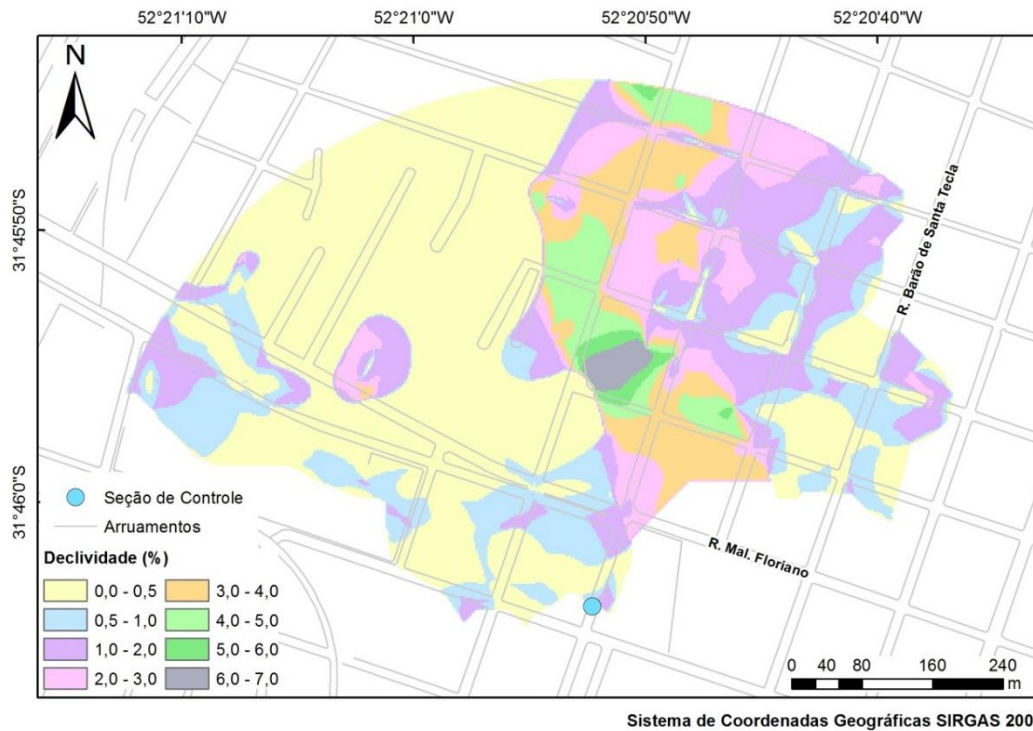 52°21'10"W
52°21'0"W
52°20'50"W
52°20'40"W
N
31°45'50"S
31°46'0"S
R. Barão de Santa Tecla
R. Mal. Floriano
Seção de Controle
Arruamentos
Declividade (%)
0,0 - 0,5
3,0 - 4,0
0,5 - 1,0
4,0 - 5,0
1,0 - 2,0
5,0 - 6,0
2,0 - 3,0
6,0 - 7,0
0 40 80 160 240
m
Sistema de Coordenadas Geográficas SIRGAS 200